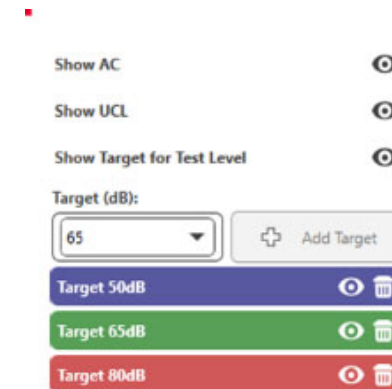 Show AC
Show UCL
Show Target for Test Level
Target (dB):
65
Add Target
Target 50dB
Target 65dB
Target 80dB